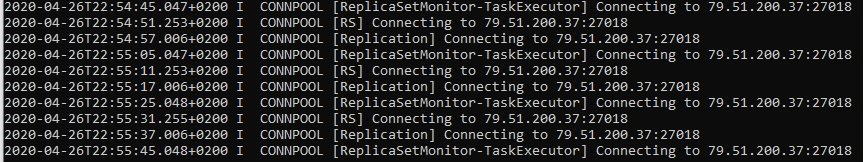 2020-04-26T22:54:45.047+0200 I  CONNPOOL [ReplicaSetMonitor-TaskExecutor] Connecting to 79.51.200.37:27018
2020-04-26T22:54:51.253+0200 I  CONNPOOL [RS] Connecting to 79.51.200.37:27018
2020-04-26T22:54:57.006+0200 I  CONNPOOL [Replication] Connecting to 79.51.200.37:27018
2020-04-26T22:55:05.047+0200 I  CONNPOOL [ReplicaSetMonitor-TaskExecutor] Connecting to 79.51.200.37:27018
2020-04-26T22:55:11.253+0200 I  CONNPOOL [RS] Connecting to 79.51.200.37:27018
2020-04-26T22:55:17.006+0200 I  CONNPOOL [Replication] Connecting to 79.51.200.37:27018
2020-04-26T22:55:25.048+0200 I  CONNPOOL [ReplicaSetMonitor-TaskExecutor] Connecting to 79.51.200.37:27018
2020-04-26T22:55:31.255+0200 I  CONNPOOL [RS] Connecting to 79.51.200.37:27018
2020-04-26T22:55:37.006+0200 I  CONNPOOL [Replication] Connecting to 79.51.200.37:27018
2020-04-26T22:55:45.048+0200 I  CONNPOOL [ReplicaSetMonitor-TaskExecutor] Connecting to 79.51.200.37:27018